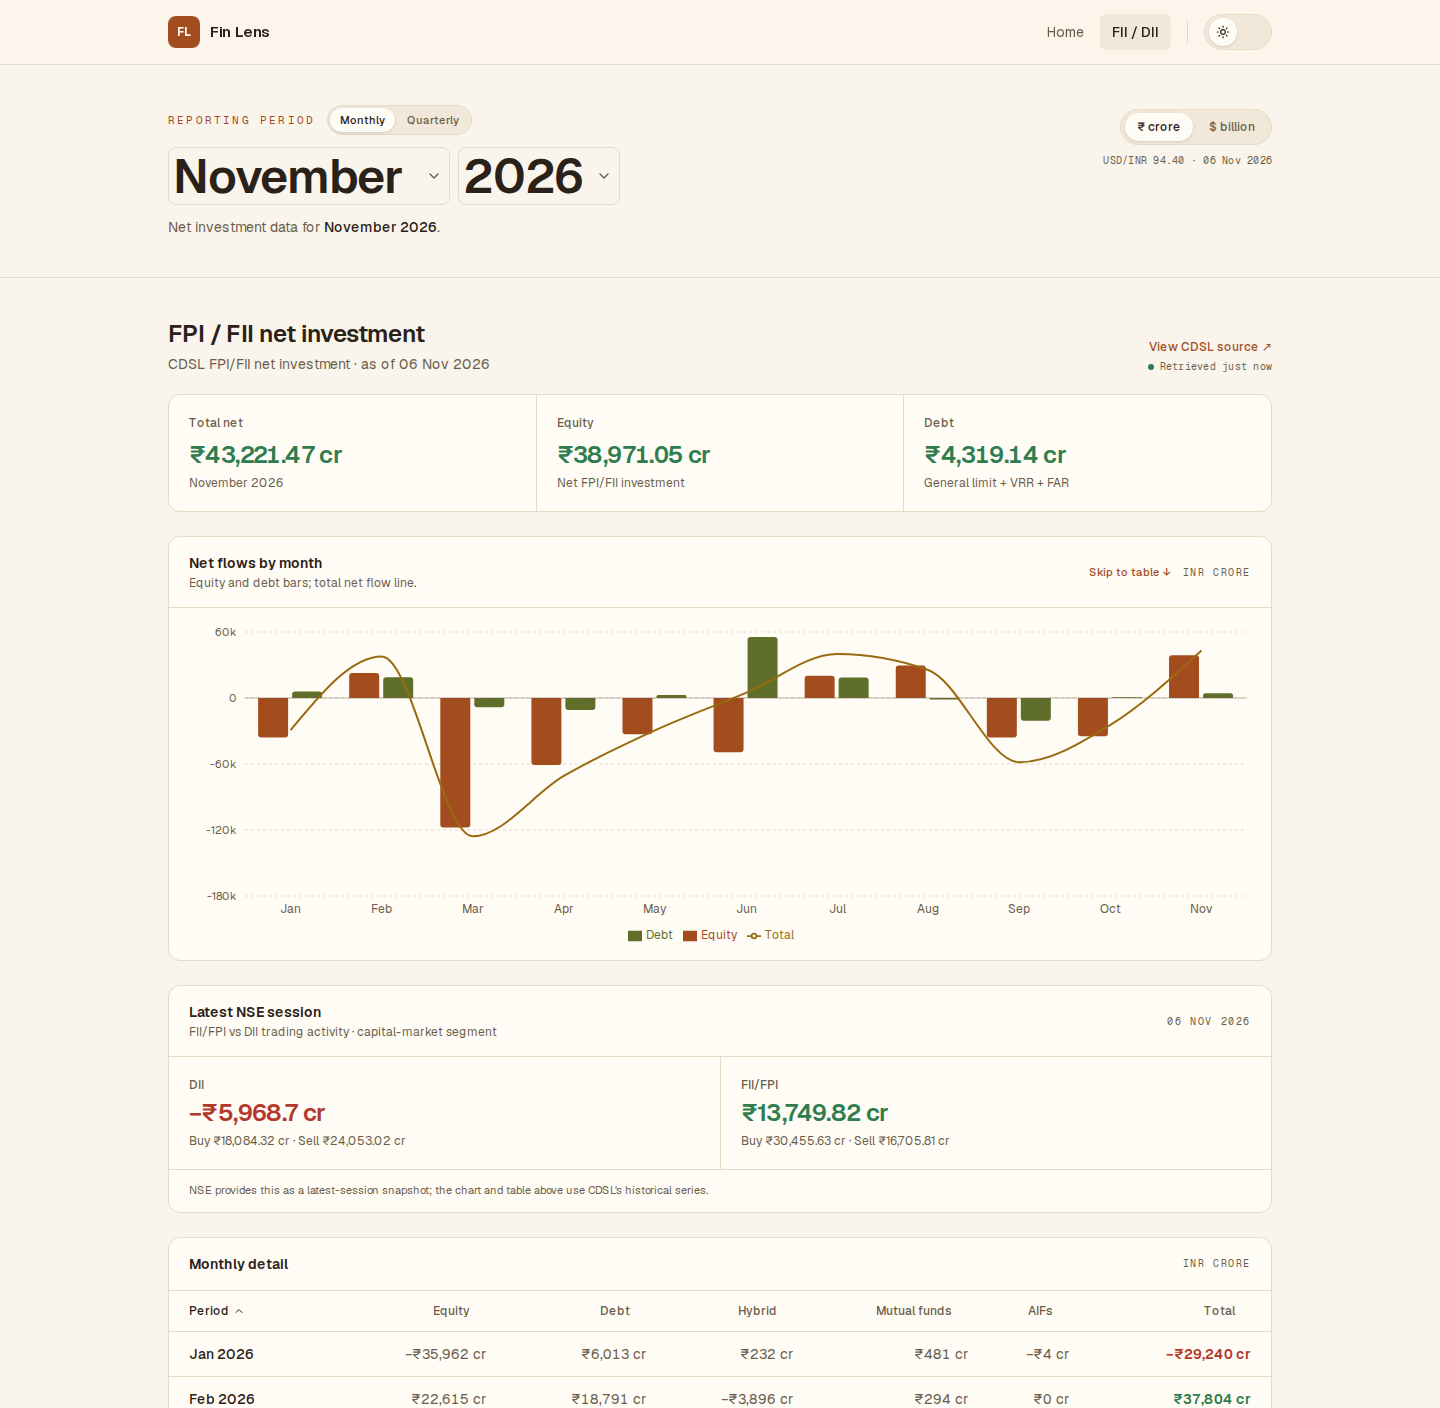 FL Fin Lens Home FII / DII
REPORTING PERIOD Monthly Quarterly
₹ crore $ billion
USD/INR 94.40 · 06 Nov 2026
November 2026
Net investment data for November 2026.
FPI / FII net investment
CDSL FPI/FII net investment · as of 06 Nov 2026
View CDSL source ↗
Retrieved just now
Total net
₹43,221.47 cr
November 2026
Equity
₹38,971.05 cr
Net FPI/FII investment
Debt
₹4,319.14 cr
General limit + VRR + FAR
Net flows by month
Equity and debt bars; total net flow line.
Skip to table ↓ INR CRORE
60k
0
-60k
-120k
-180k
Jan Feb Mar Apr May Jun Jul Aug Sep Oct Nov
Debt Equity Total
Latest NSE session
FII/FPI vs DII trading activity · capital-market segment
06 NOV 2026
DII
−₹5,968.7 cr
Buy ₹18,084.32 cr · Sell ₹24,053.02 cr
FII/FPI
₹13,749.82 cr
Buy ₹30,455.63 cr · Sell ₹16,705.81 cr
NSE provides this as a latest-session snapshot; the chart and table above use CDSL's historical series.
Monthly detail INR CRORE
Period Equity Debt Hybrid Mutual funds AIFs Total
Jan 2026 −₹35,962 cr ₹6,013 cr ₹232 cr ₹481 cr −₹4 cr −₹29,240 cr
Feb 2026 ₹22,615 cr ₹18,791 cr −₹3,896 cr ₹294 cr ₹0 cr ₹37,804 cr